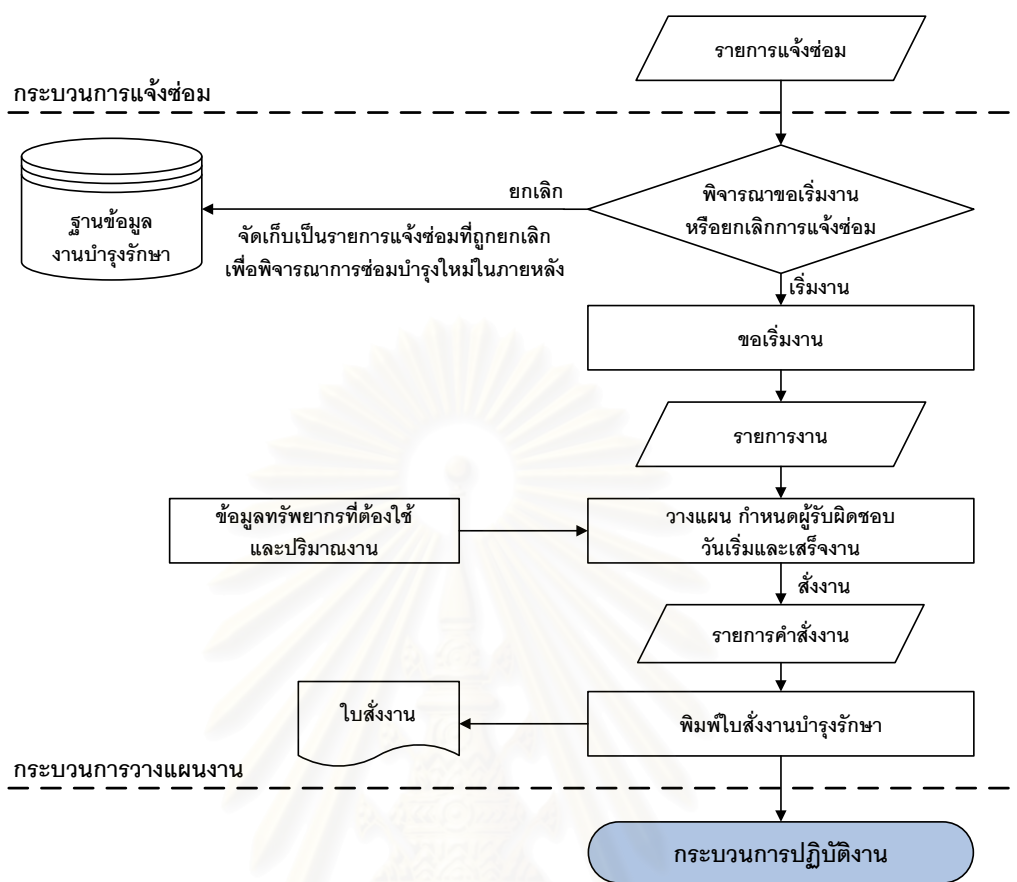 รายการแจ้งซ่อม
กระบวนการแจ้งซ่อม
พิจารณาขอเริ่มงาน
หรือยกเลิกการแจ้งซ่อม
ยกเลิก
จัดเก็บเป็นรายการแจ้งซ่อมที่ถูกยกเลิก
เพื่อพิจารณาการซ่อมบำรุงใหม่ในภายหลัง
ฐานข้อมูล
งานบำรุงรักษา
เริ่มงาน
ขอเริ่มงาน
รายการงาน
ข้อมูลทรัพยากรที่ต้องใช้
และปริมาณงาน
วางแผน กำหนดผู้รับผิดชอบ
วันเริ่มและเสร็จงาน
สั่งงาน
รายการคำสั่งงาน
พิมพ์ใบสั่งงานบำรุงรักษา
ใบสั่งงาน
กระบวนการวางแผนงาน
กระบวนการปฏิบัติงาน